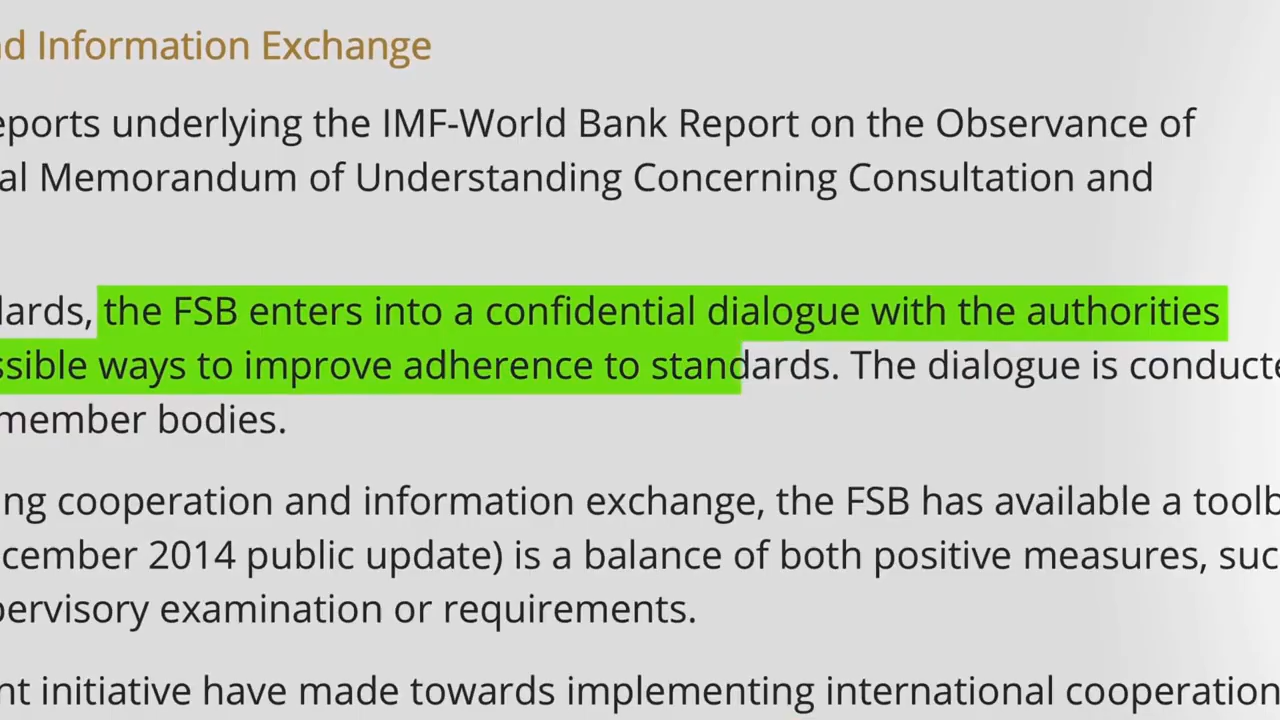 nd Information Exchange
eports underlying the IMF-World Bank Report on the Observance of
al Memorandum of Understanding Concerning Consultation and
dards, the FSB enters into a confidential dialogue with the authorities
ssible ways to improve adherence to standards. The dialogue is conducte
member bodies.
ng cooperation and information exchange, the FSB has available a toolb
cember 2014 public update) is a balance of both positive measures, suc
pervisory examination or requirements.
nt initiative have made towards implementing international cooperation